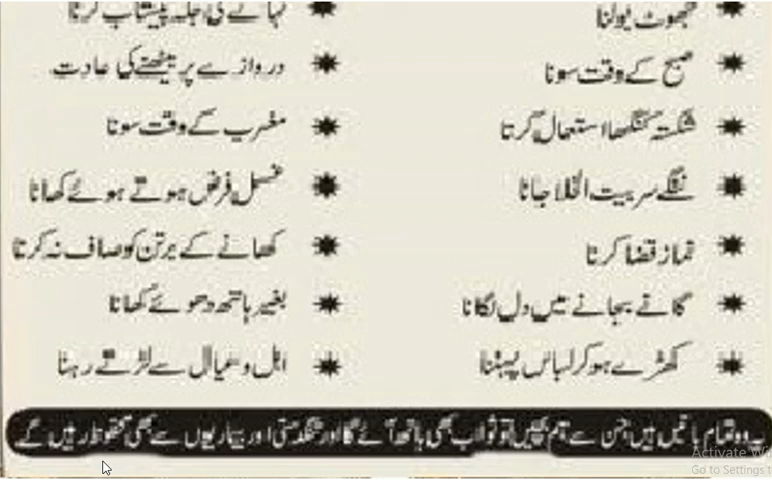 جھوٹ بولنا
نہانے کی جگہ پیشاب کرنا
صبح کے وقت سونا
دروازے پر بیٹھنے کی عادت
شکستہ کنگھا استعمال کرنا
مغرب کے وقت سونا
ننگے سر بیت الخلا جانا
غسل فرض ہوتے ہوئے کھانا
نماز قضا کرنا
کھانے کے برتن کو صاف نہ کرنا
گانے بجانے میں دل لگانا
بغیر ہاتھ دھوئے کھانا
کھڑے ہو کر لباس پہننا
اہل و عیال سے لڑتے رہنا
یہ وہ تمام باتیں ہیں جن سے ہم بچیں تو ثواب بھی ہاتھ آئے گا اور تنگدستی اور بیماریوں سے بھی محفوظ رہیں گے
Activate Wi
Go to Settings t